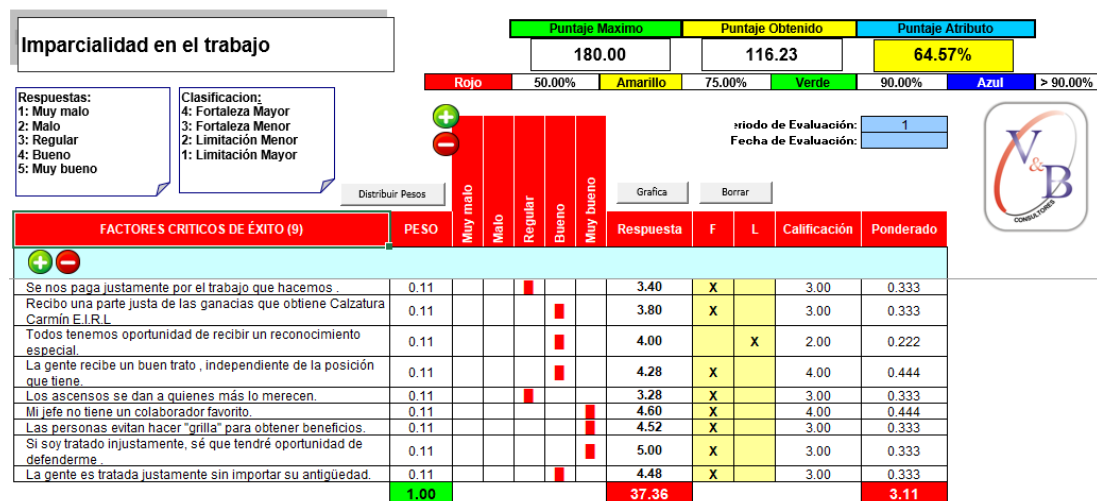 Imparcialidad en el trabajo
Puntaje Maximo Puntaje Obtenido Puntaje Atributo
180.00 116.23 64.57%
Rojo 50.00% Amarillo 75.00% Verde 90.00% Azul > 90.00%
Respuestas:
1: Muy malo
2: Malo
3: Regular
4: Bueno
5: Muy bueno
Clasificacion:
4: Fortaleza Mayor
3: Fortaleza Menor
2: Limitación Menor
1: Limitación Mayor
eriodo de Evaluación: 1
Fecha de Evaluación:
V&B
CONSULTORES
Distribuir Pesos
Grafica Borrar
FACTORES CRITICOS DE ÉXITO (9) PESO Muy malo Malo Regular Bueno Muy bueno Respuesta F L Calificación Ponderado
Se nos paga justamente por el trabajo que hacemos . 0.11 3.40 X 3.00 0.333
Recibo una parte justa de las ganacias que obtiene Calzatura
Carmín E.I.R.L 0.11 3.80 X 3.00 0.333
Todos tenemos oportunidad de recibir un reconocimiento
especial. 0.11 4.00 X 2.00 0.222
La gente recibe un buen trato , independiente de la posición
que tiene. 0.11 4.28 X 4.00 0.444
Los ascensos se dan a quienes más lo merecen. 0.11 3.28 X 3.00 0.333
Mi jefe no tiene un colaborador favorito. 0.11 4.60 X 4.00 0.444
Las personas evitan hacer "grilla" para obtener beneficios. 0.11 4.52 X 3.00 0.333
Si soy tratado injustamente, sé que tendré oportunidad de
defenderme . 0.11 5.00 X 3.00 0.333
La gente es tratada justamente sin importar su antigüedad. 0.11 4.48 X 3.00 0.333
1.00 37.36 3.11